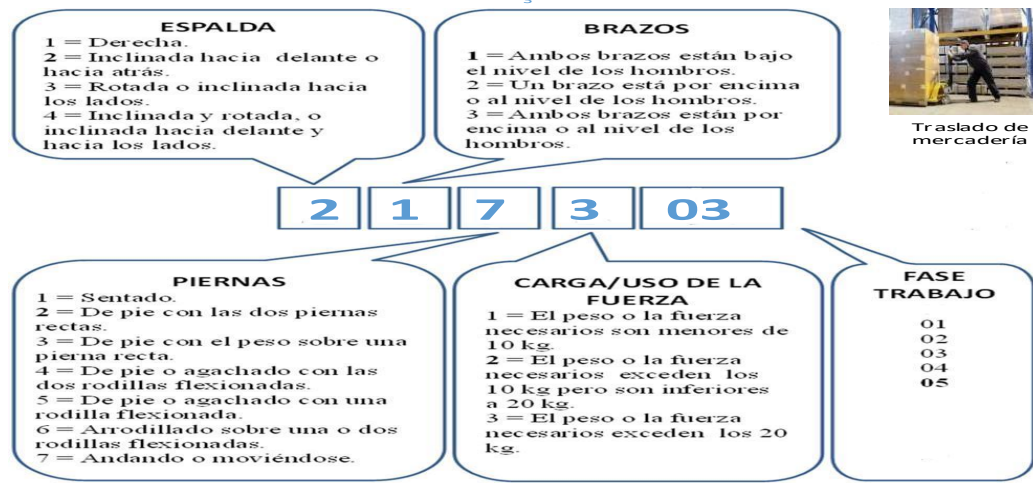 ESPALDA
1 = Derecha.
2 = Inclinada hacia delante o
hacia atrás.
3 = Rotada o inclinada hacia
los lados.
4 = Inclinada y rotada, o
inclinada hacia delante y
hacia los lados.
BRAZOS
1 = Ambos brazos están bajo
el nivel de los hombros.
2 = Un brazo está por encima
o al nivel de los hombros.
3 = Ambos brazos están por
encima o al nivel de los
hombros.
Traslado de
mercadería
2 1 7 3 03
PIERNAS
1 = Sentado.
2 = De pie con las dos piernas
rectas.
3 = De pie con el peso sobre una
pierna recta.
4 = De pie o agachado con las
dos rodillas flexionadas.
5 = De pie o agachado con una
rodilla flexionada.
6 = Arrodillado sobre una o dos
rodillas flexionadas.
7 = Andando o moviéndose.
CARGA/USO DE LA
FUERZA
1 = El peso o la fuerza
necesarios son menores de
10 kg.
2 = El peso o la fuerza
necesarios exceden los
10 kg pero son inferiores
a 20 kg.
3 = El peso o la fuerza
necesarios exceden los 20
kg.
FASE
TRABAJO
01
02
03
04
05